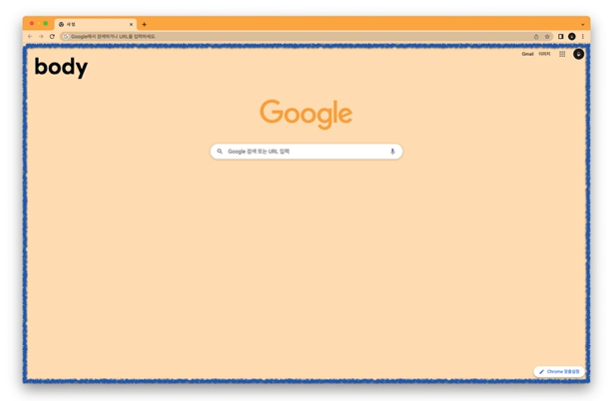 새 탭
Google에서 검색하거나 URL을 입력하세요.
Gmail 이미지
body
Google
Google 검색 또는 URL 입력
Chrome 맞춤설정